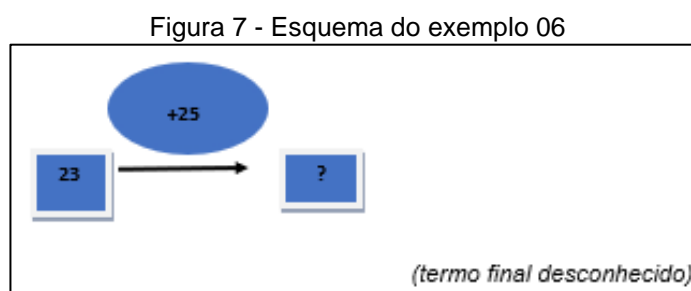 Figura 7 - Esquema do exemplo 06
+25
23
?
(termo final desconhecido)